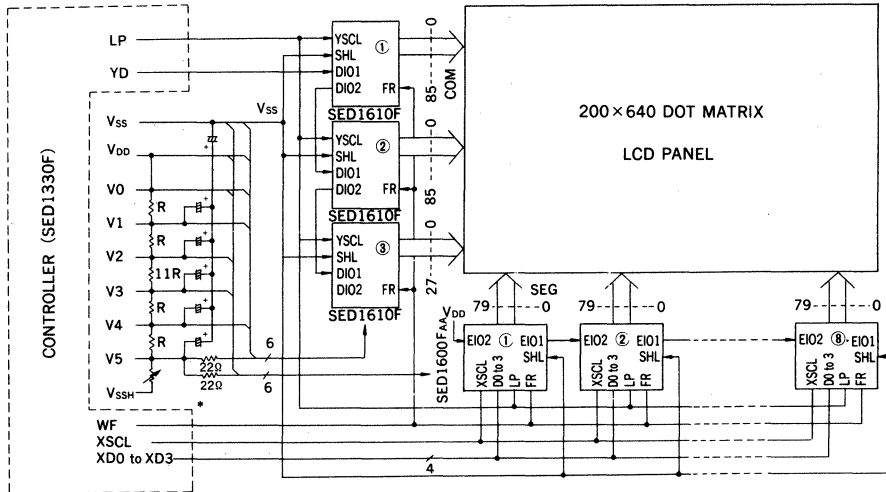 LP
YD
CONTROLLER (SED1330F)
VSS
VDD
V0
V1
V2
V3
V4
V5
VSSH
R
R
11R
R
R
+
+
+
+
+
22Ω
22Ω
6
6
*
WF
XSCL
XD0 to XD3
4
VSS
YSCL
SHL
DIO1
DIO2
FR
①
SED1610F
YSCL
SHL
DIO1
DIO2
FR
②
SED1610F
YSCL
SHL
DIO1
DIO2
FR
③
SED1610F
85-----0
COM
85-----0
27-----0
200×640 DOT MATRIX
LCD PANEL
SEG
79-----0
79-----0
79-----0
VDD
SED1600FAA
EIO2
①
EIO1
SHL
XSCL
D0 to 3
LP
FR
EIO2
②
EIO1
SHL
XSCL
D0 to 3
LP
FR
EIO2
⑧
EIO1
SHL
XSCL
D0 to 3
LP
FR